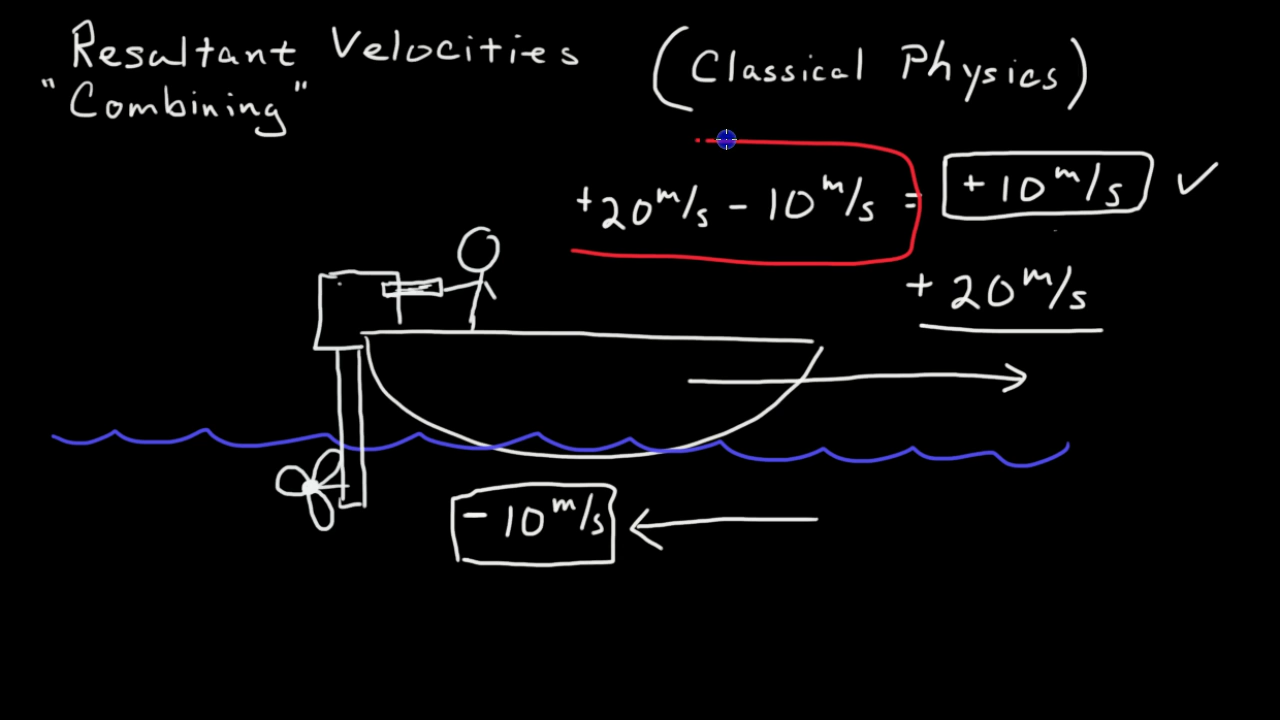 Resultant Velocities (Classical Physics)
"Combining"
+20 m/s - 10 m/s = +10 m/s ✓
+ 20 m/s
- 10 m/s